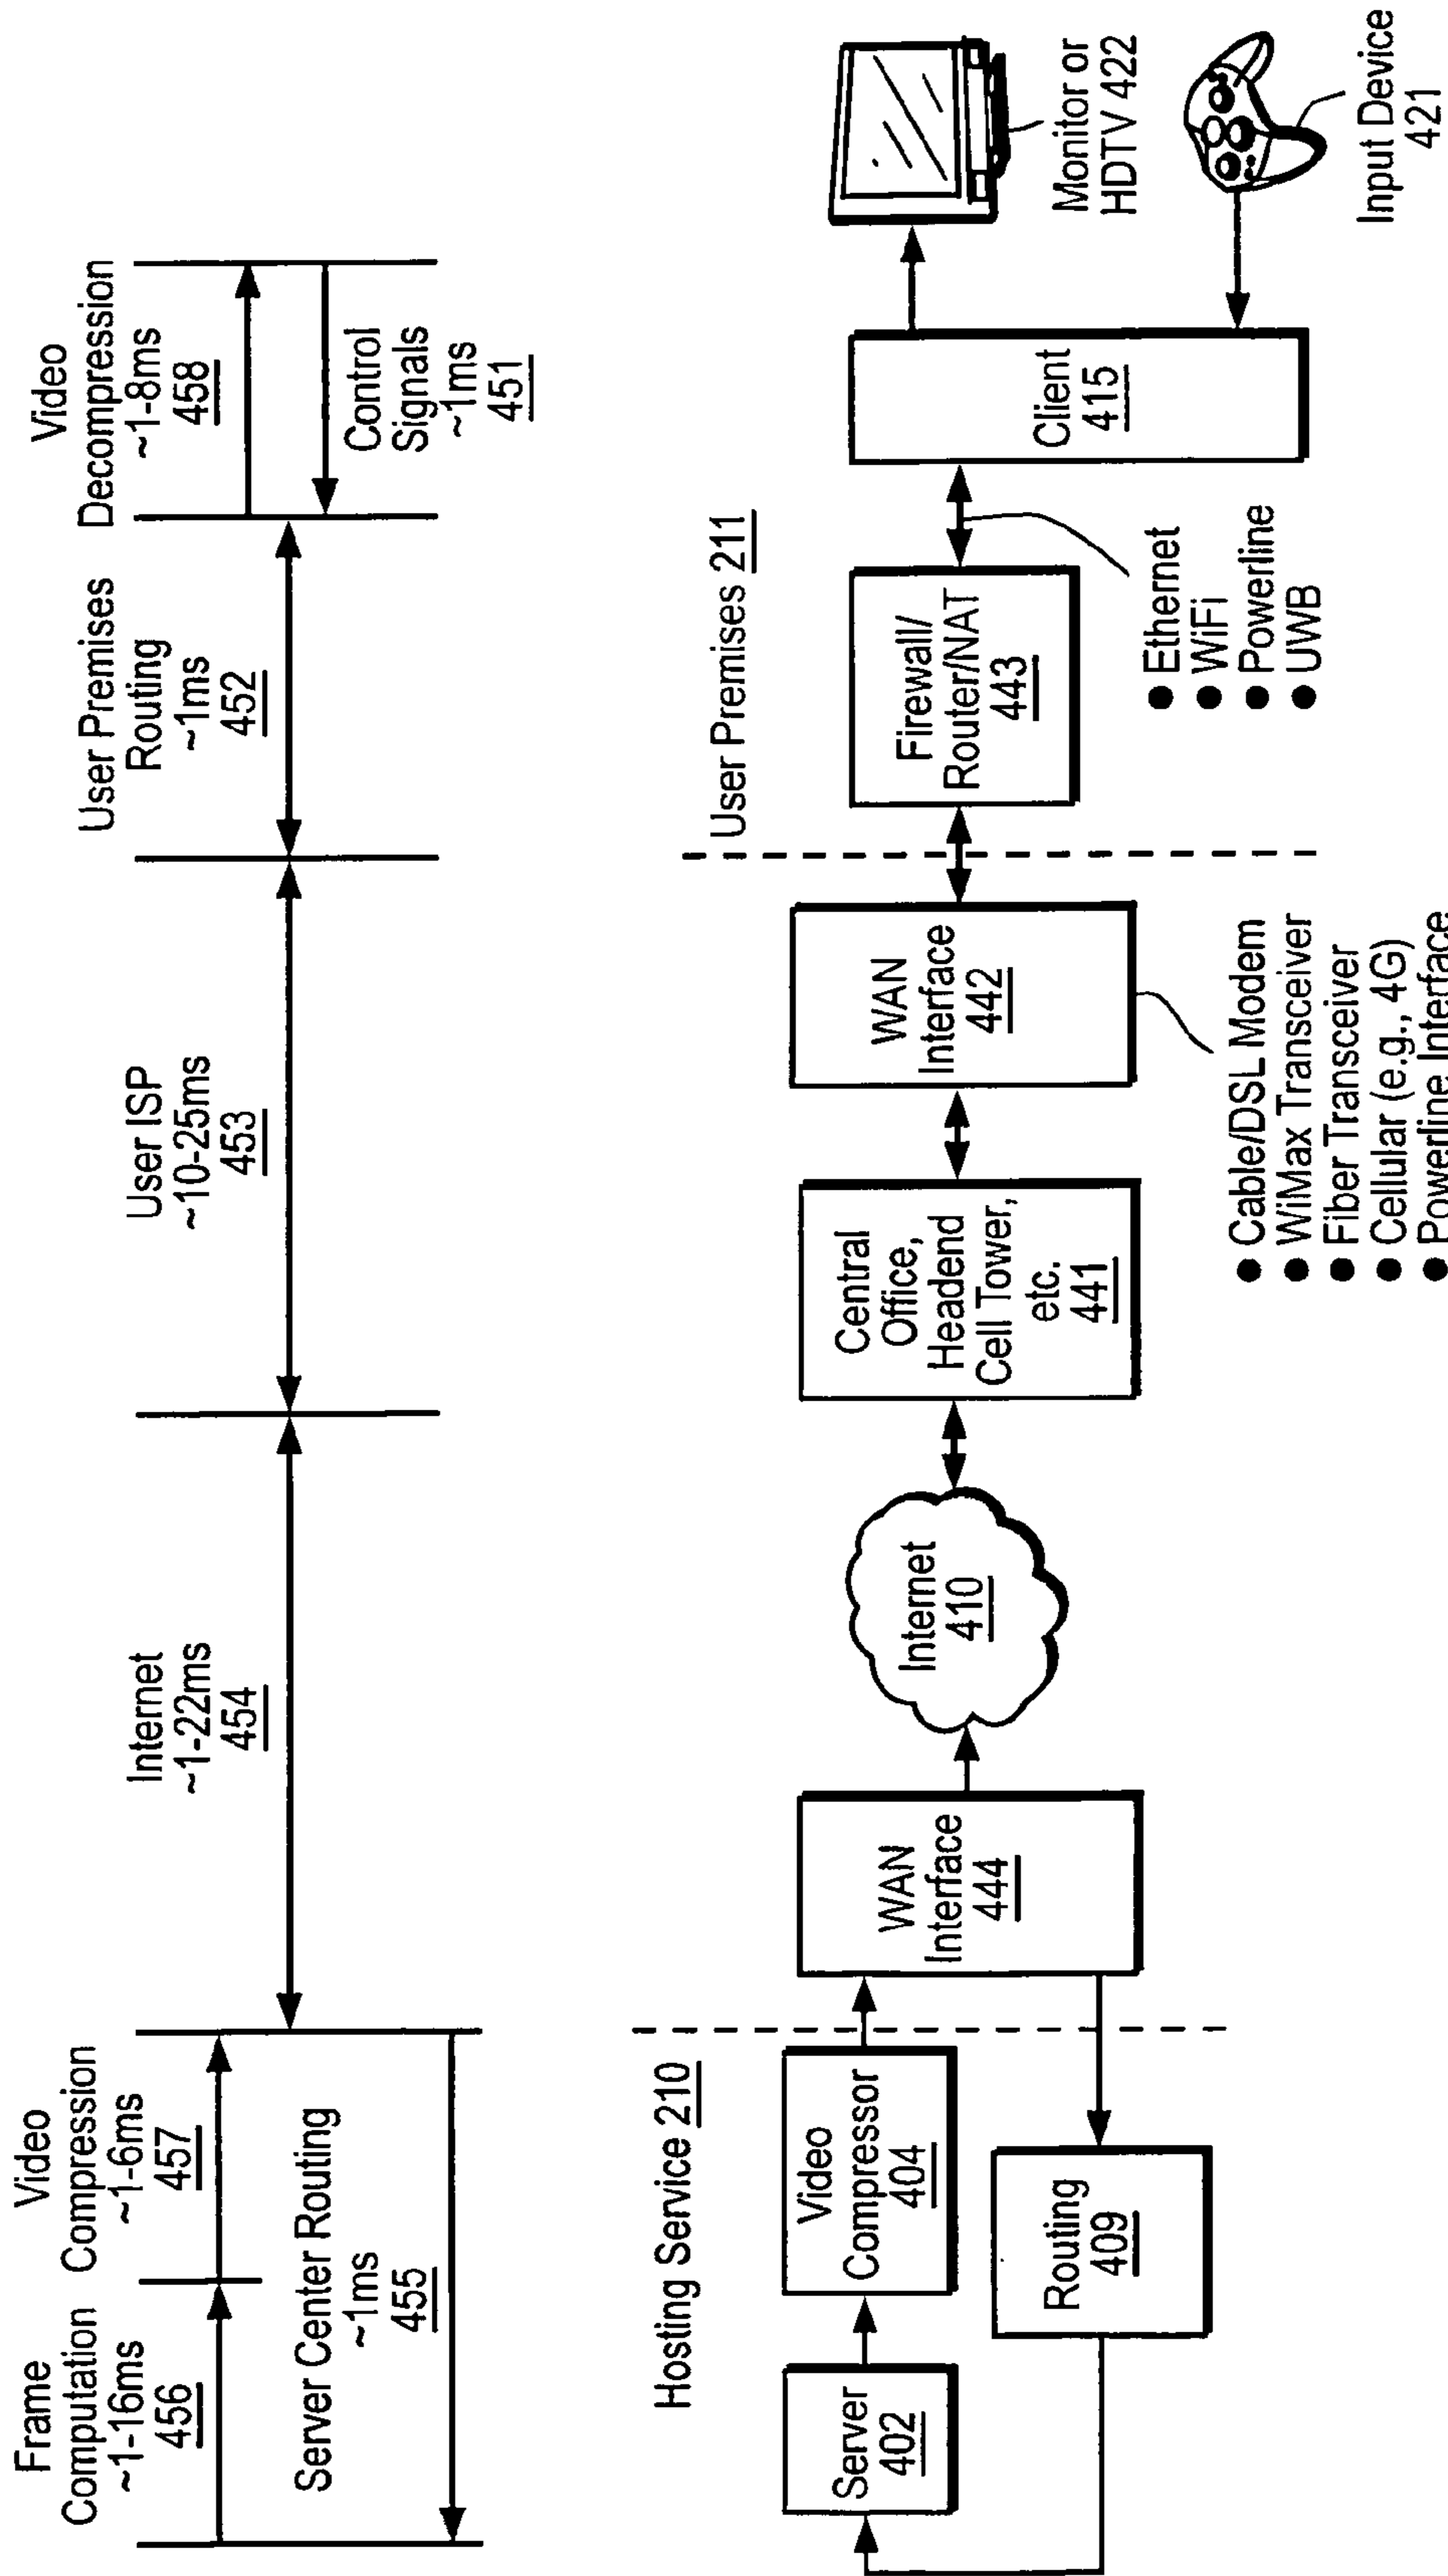 Frame
Computation
~1-16ms
456
Video
Compression
~1-6ms
457
Server Center Routing
~1ms
455
Internet
~1-22ms
454
User ISP
~10-25ms
453
User Premises
Routing
~1ms
452
Video
Decompression
~1-8ms
458
Control
Signals
~1ms
451
Hosting Service 210
Server
402
Video
Compressor
404
Routing
409
WAN
Interface
444
Internet
410
Central
Office,
Headend
Cell Tower,
etc.
441
WAN
Interface
442
● Cable/DSL Modem
● WiMax Transceiver
● Fiber Transceiver
● Cellular (e.g., 4G)
● Powerline Interface
User Premises 211
Firewall/
Router/NAT
443
● Ethernet
● WiFi
● Powerline
● UWB
Client
415
Monitor or
HDTV 422
Input Device
421